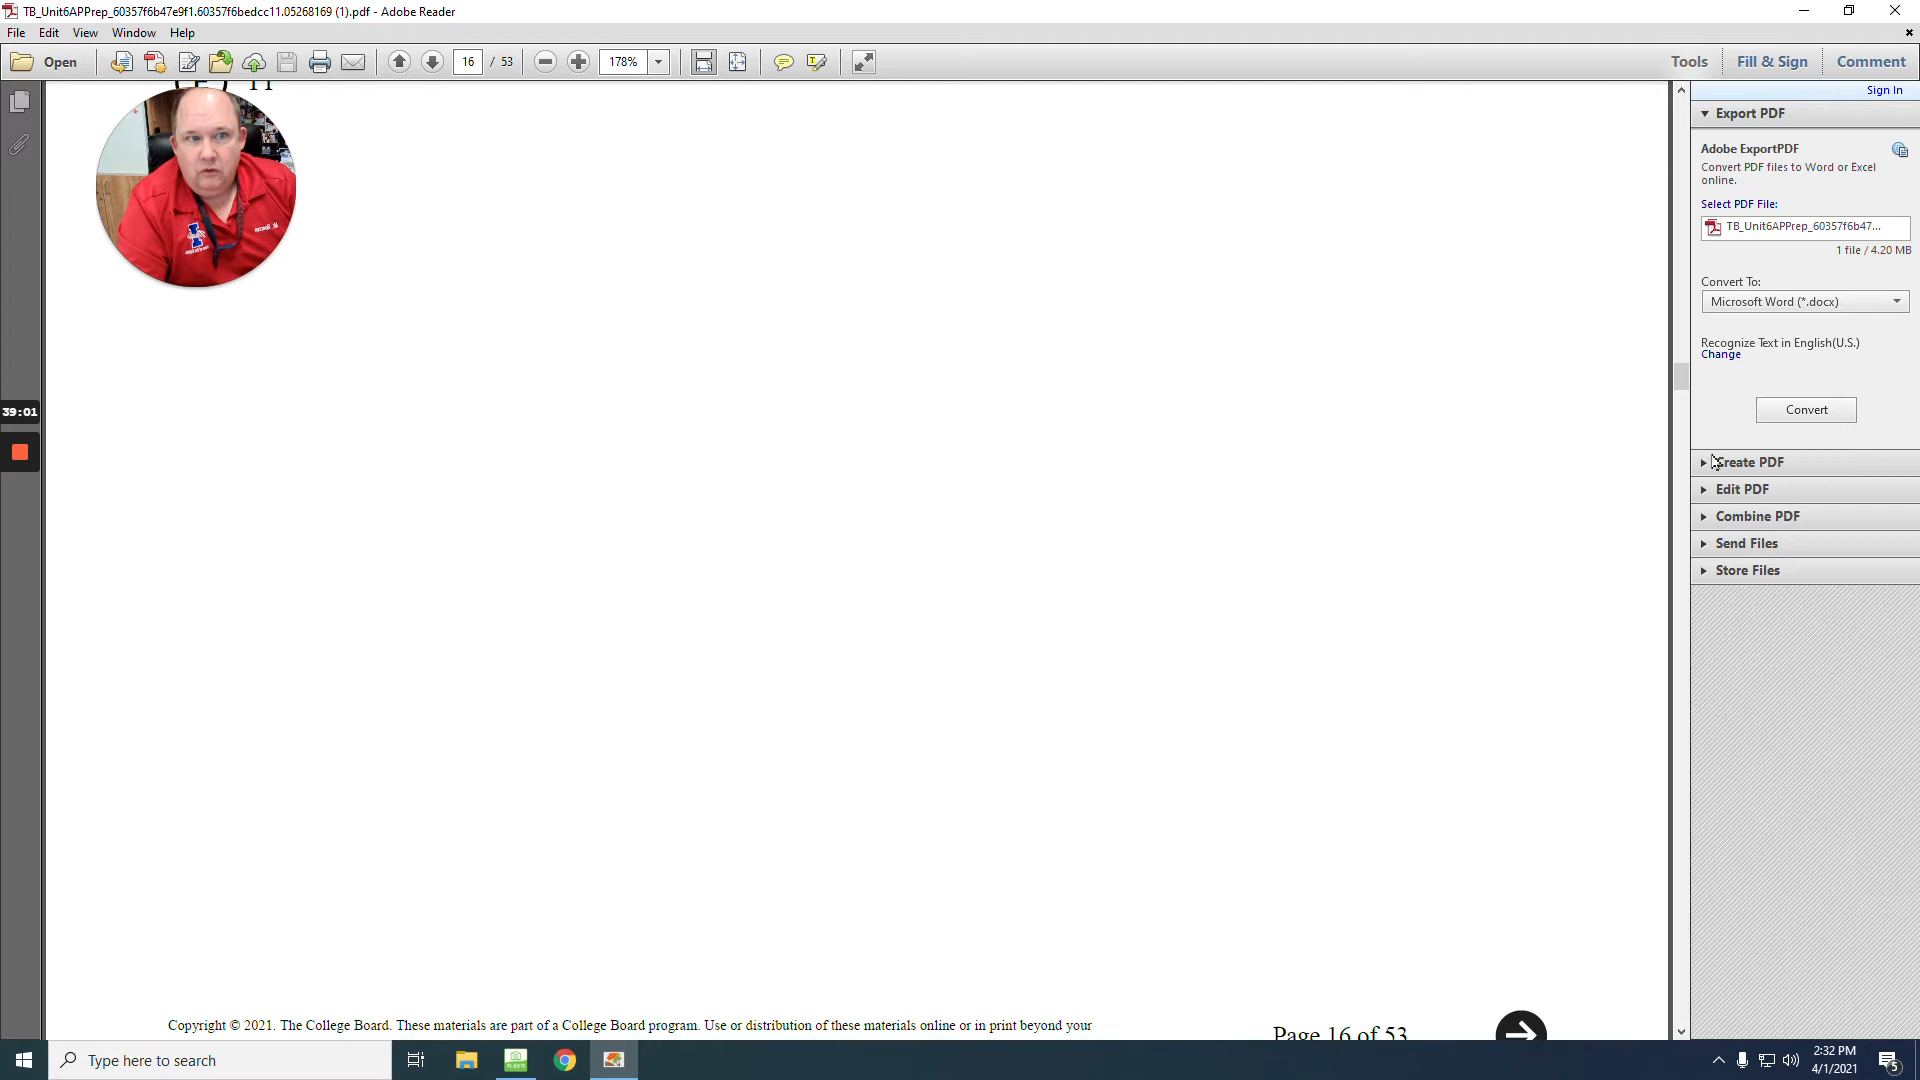 TB_Unit6APPrep_60357f6b47e9f1.60357f6bedcc11.05268169 (1).pdf - Adobe Reader
File Edit View Window Help
Open 16 / 53 178% Tools Fill & Sign Comment
Sign In
Export PDF
Adobe ExportPDF
Convert PDF files to Word or Excel
online.
Select PDF File:
TB_Unit6APPrep_60357f6b47...
1 file / 4.20 MB
Convert To:
Microsoft Word (*.docx)
Recognize Text in English(U.S.)
Change
Convert
Create PDF
Edit PDF
Combine PDF
Send Files
Store Files
39:01
Copyright © 2021. The College Board. These materials are part of a College Board program. Use or distribution of these materials online or in print beyond your
Page 16 of 53
Type here to search
2:32 PM
4/1/2021
5